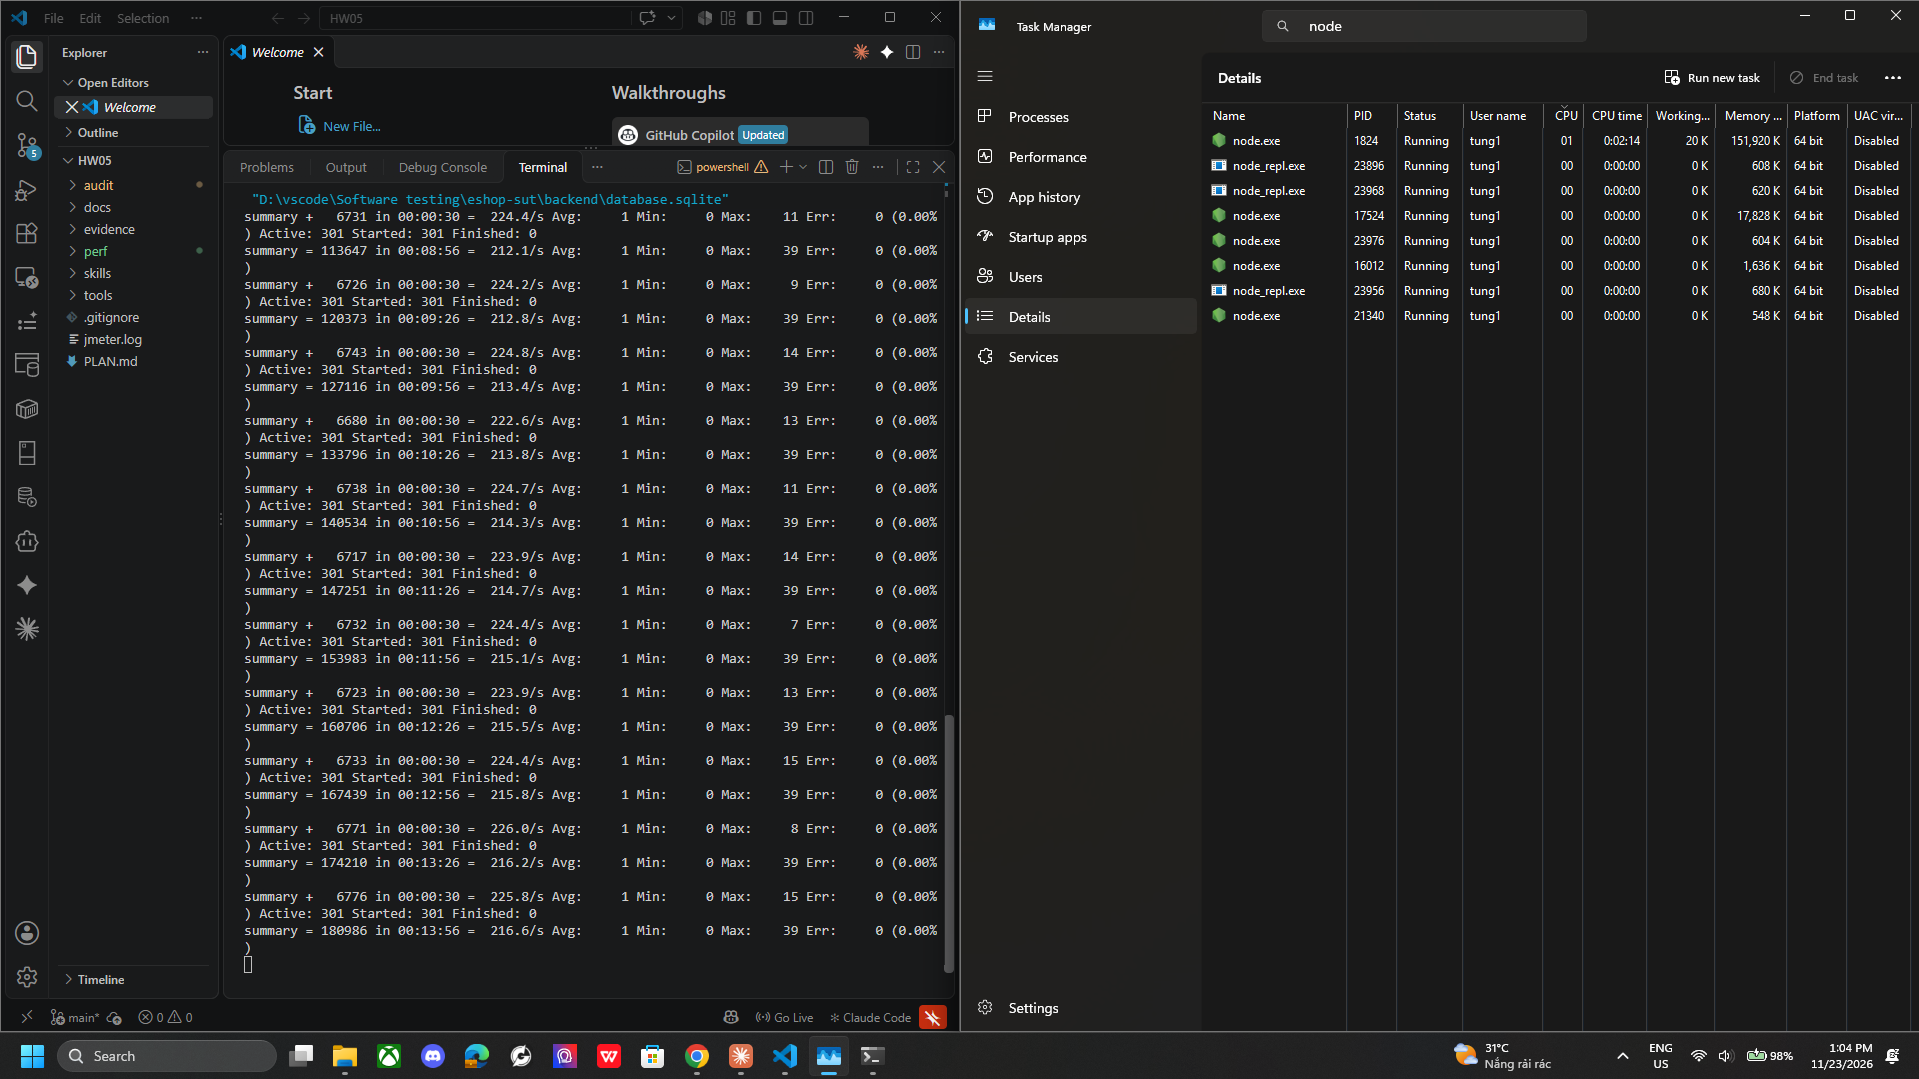 File Edit Selection ··· HW05
Explorer ···
Open Editors
Welcome
Outline
HW05
audit
docs
evidence
perf
skills
tools
.gitignore
jmeter.log
PLAN.md
Timeline
5
Welcome
Start
New File...
Walkthroughs
GitHub Copilot Updated
Problems Output Debug Console Terminal ··· powershell
"D:\vscode\Software testing\eshop-sut\backend\database.sqlite"
summary + 6731 in 00:00:30 = 224.4/s Avg: 1 Min: 0 Max: 11 Err: 0 (0.00%
) Active: 301 Started: 301 Finished: 0
summary = 113647 in 00:08:56 = 212.1/s Avg: 1 Min: 0 Max: 39 Err: 0 (0.00%
)
summary + 6726 in 00:00:30 = 224.2/s Avg: 1 Min: 0 Max: 9 Err: 0 (0.00%
) Active: 301 Started: 301 Finished: 0
summary = 120373 in 00:09:26 = 212.8/s Avg: 1 Min: 0 Max: 39 Err: 0 (0.00%
)
summary + 6743 in 00:00:30 = 224.8/s Avg: 1 Min: 0 Max: 14 Err: 0 (0.00%
) Active: 301 Started: 301 Finished: 0
summary = 127116 in 00:09:56 = 213.4/s Avg: 1 Min: 0 Max: 39 Err: 0 (0.00%
)
summary + 6680 in 00:00:30 = 222.6/s Avg: 1 Min: 0 Max: 13 Err: 0 (0.00%
) Active: 301 Started: 301 Finished: 0
summary = 133796 in 00:10:26 = 213.8/s Avg: 1 Min: 0 Max: 39 Err: 0 (0.00%
)
summary + 6738 in 00:00:30 = 224.7/s Avg: 1 Min: 0 Max: 11 Err: 0 (0.00%
) Active: 301 Started: 301 Finished: 0
summary = 140534 in 00:10:56 = 214.3/s Avg: 1 Min: 0 Max: 39 Err: 0 (0.00%
)
summary + 6717 in 00:00:30 = 223.9/s Avg: 1 Min: 0 Max: 14 Err: 0 (0.00%
) Active: 301 Started: 301 Finished: 0
summary = 147251 in 00:11:26 = 214.7/s Avg: 1 Min: 0 Max: 39 Err: 0 (0.00%
)
summary + 6732 in 00:00:30 = 224.4/s Avg: 1 Min: 0 Max: 7 Err: 0 (0.00%
) Active: 301 Started: 301 Finished: 0
summary = 153983 in 00:11:56 = 215.1/s Avg: 1 Min: 0 Max: 39 Err: 0 (0.00%
)
summary + 6723 in 00:00:30 = 223.9/s Avg: 1 Min: 0 Max: 13 Err: 0 (0.00%
) Active: 301 Started: 301 Finished: 0
summary = 160706 in 00:12:26 = 215.5/s Avg: 1 Min: 0 Max: 39 Err: 0 (0.00%
)
summary + 6733 in 00:00:30 = 224.4/s Avg: 1 Min: 0 Max: 15 Err: 0 (0.00%
) Active: 301 Started: 301 Finished: 0
summary = 167439 in 00:12:56 = 215.8/s Avg: 1 Min: 0 Max: 39 Err: 0 (0.00%
)
summary + 6771 in 00:00:30 = 226.0/s Avg: 1 Min: 0 Max: 8 Err: 0 (0.00%
) Active: 301 Started: 301 Finished: 0
summary = 174210 in 00:13:26 = 216.2/s Avg: 1 Min: 0 Max: 39 Err: 0 (0.00%
)
summary + 6776 in 00:00:30 = 225.8/s Avg: 1 Min: 0 Max: 15 Err: 0 (0.00%
) Active: 301 Started: 301 Finished: 0
summary = 180986 in 00:13:56 = 216.6/s Avg: 1 Min: 0 Max: 39 Err: 0 (0.00%
)
main* 0 0 Go Live Claude Code
Task Manager node
Processes
Performance
App history
Startup apps
Users
Details
Services
Settings
Details Run new task End task ···
Name PID Status User name CPU CPU time Working... Memory ... Platform UAC vir...
node.exe 1824 Running tung1 01 0:02:14 20 K 151,920 K 64 bit Disabled
node_repl.exe 23896 Running tung1 00 0:00:00 0 K 608 K 64 bit Disabled
node_repl.exe 23968 Running tung1 00 0:00:00 0 K 620 K 64 bit Disabled
node.exe 17524 Running tung1 00 0:00:00 0 K 17,828 K 64 bit Disabled
node.exe 23976 Running tung1 00 0:00:00 0 K 604 K 64 bit Disabled
node.exe 16012 Running tung1 00 0:00:00 0 K 1,636 K 64 bit Disabled
node_repl.exe 23956 Running tung1 00 0:00:00 0 K 680 K 64 bit Disabled
node.exe 21340 Running tung1 00 0:00:00 0 K 548 K 64 bit Disabled
Search
31°C
Nắng rải rác
ENG
US
98%
1:04 PM
11/23/2026